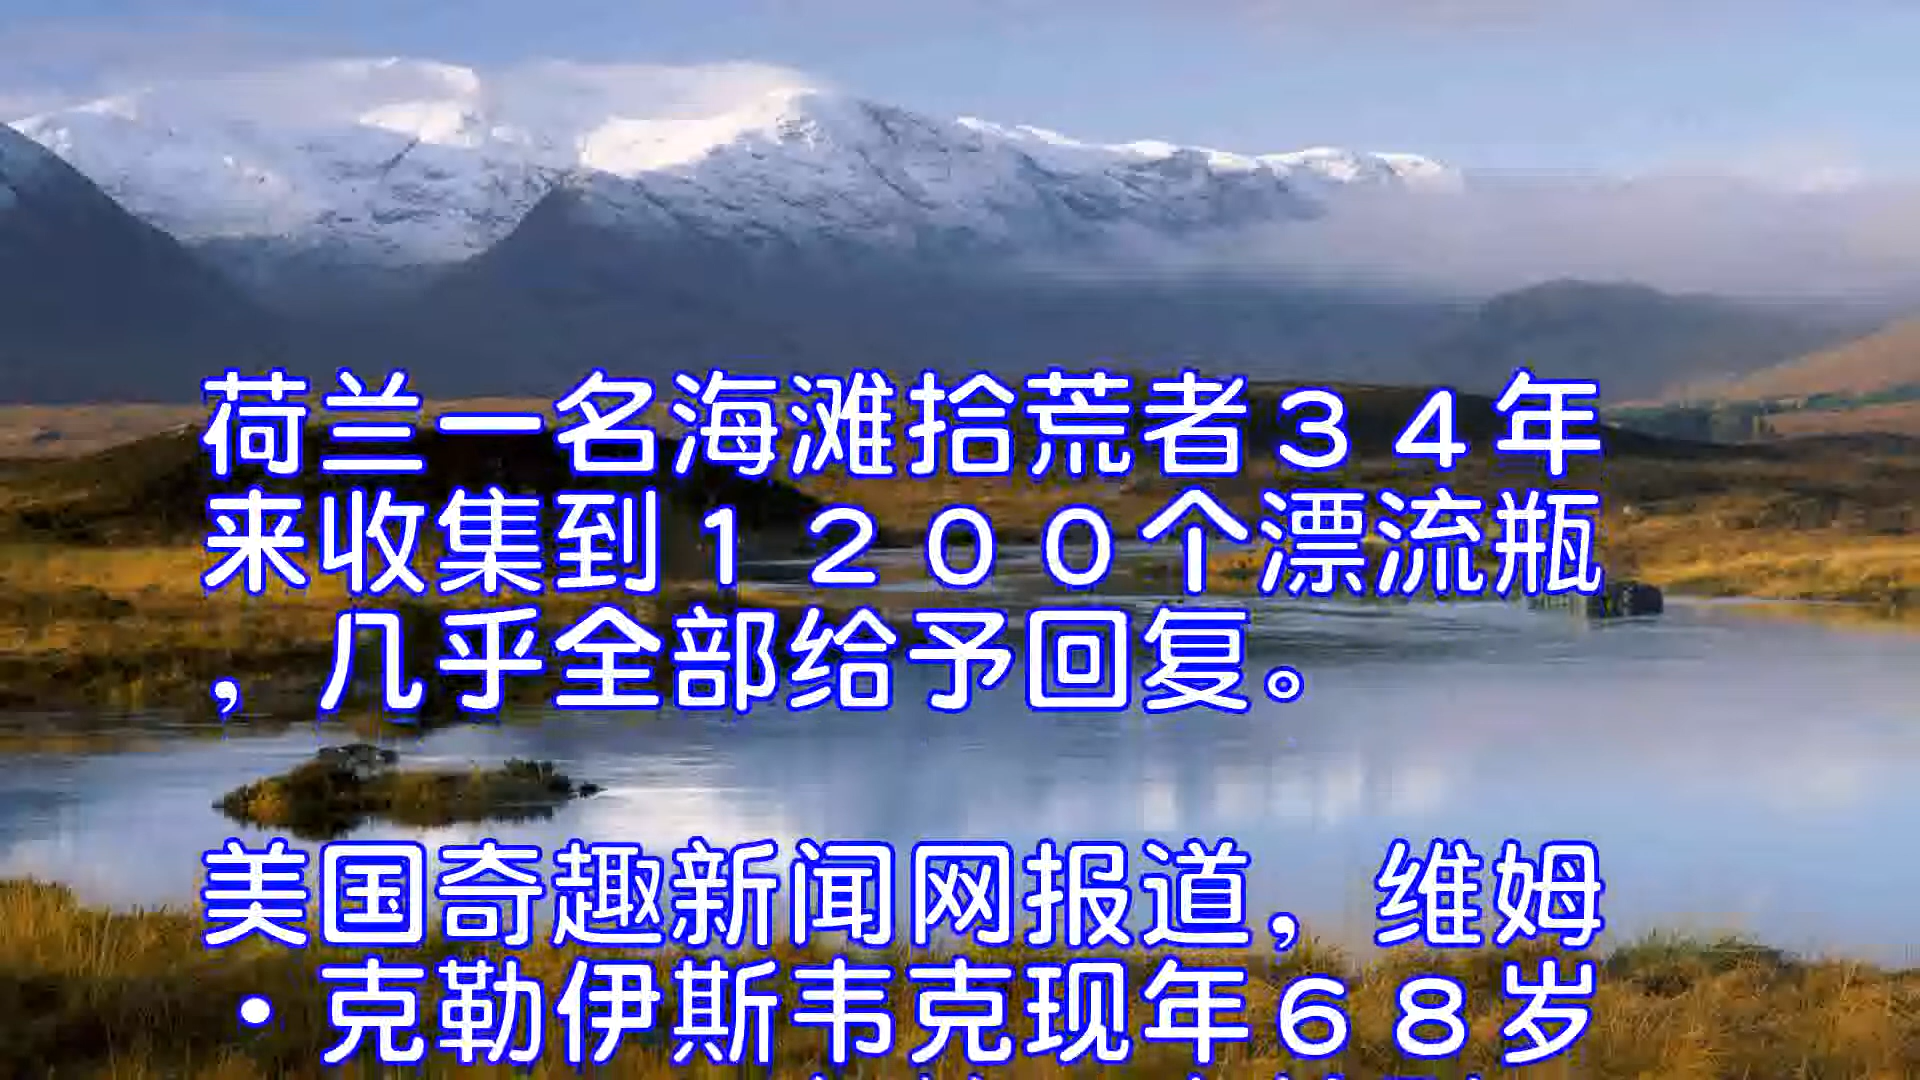 荷兰一名海滩拾荒者３４年
来收集到１２００个漂流瓶
，几乎全部给予回复。
美国奇趣新闻网报道，维姆
·克勒伊斯韦克现年６８岁